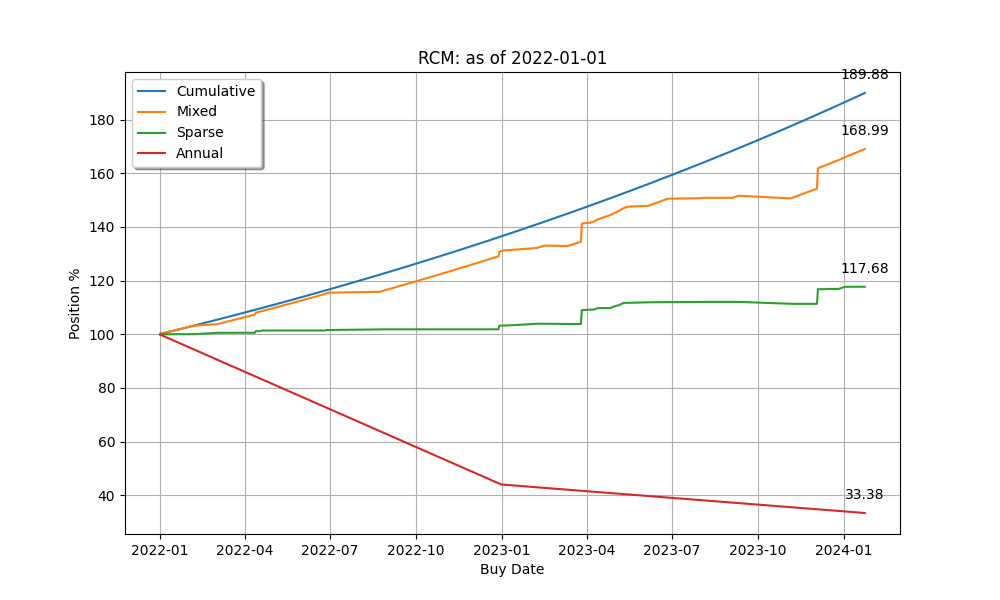 RCM: as of 2022-01-01
189.88
Cumulative
Mixed
Sparse
Annual
168.99
117.68
33.38
180
160
140
120
100
80
60
40
Position %
2022-01 2022-04 2022-07 2022-10 2023-01 2023-04 2023-07 2023-10 2024-01
Buy Date